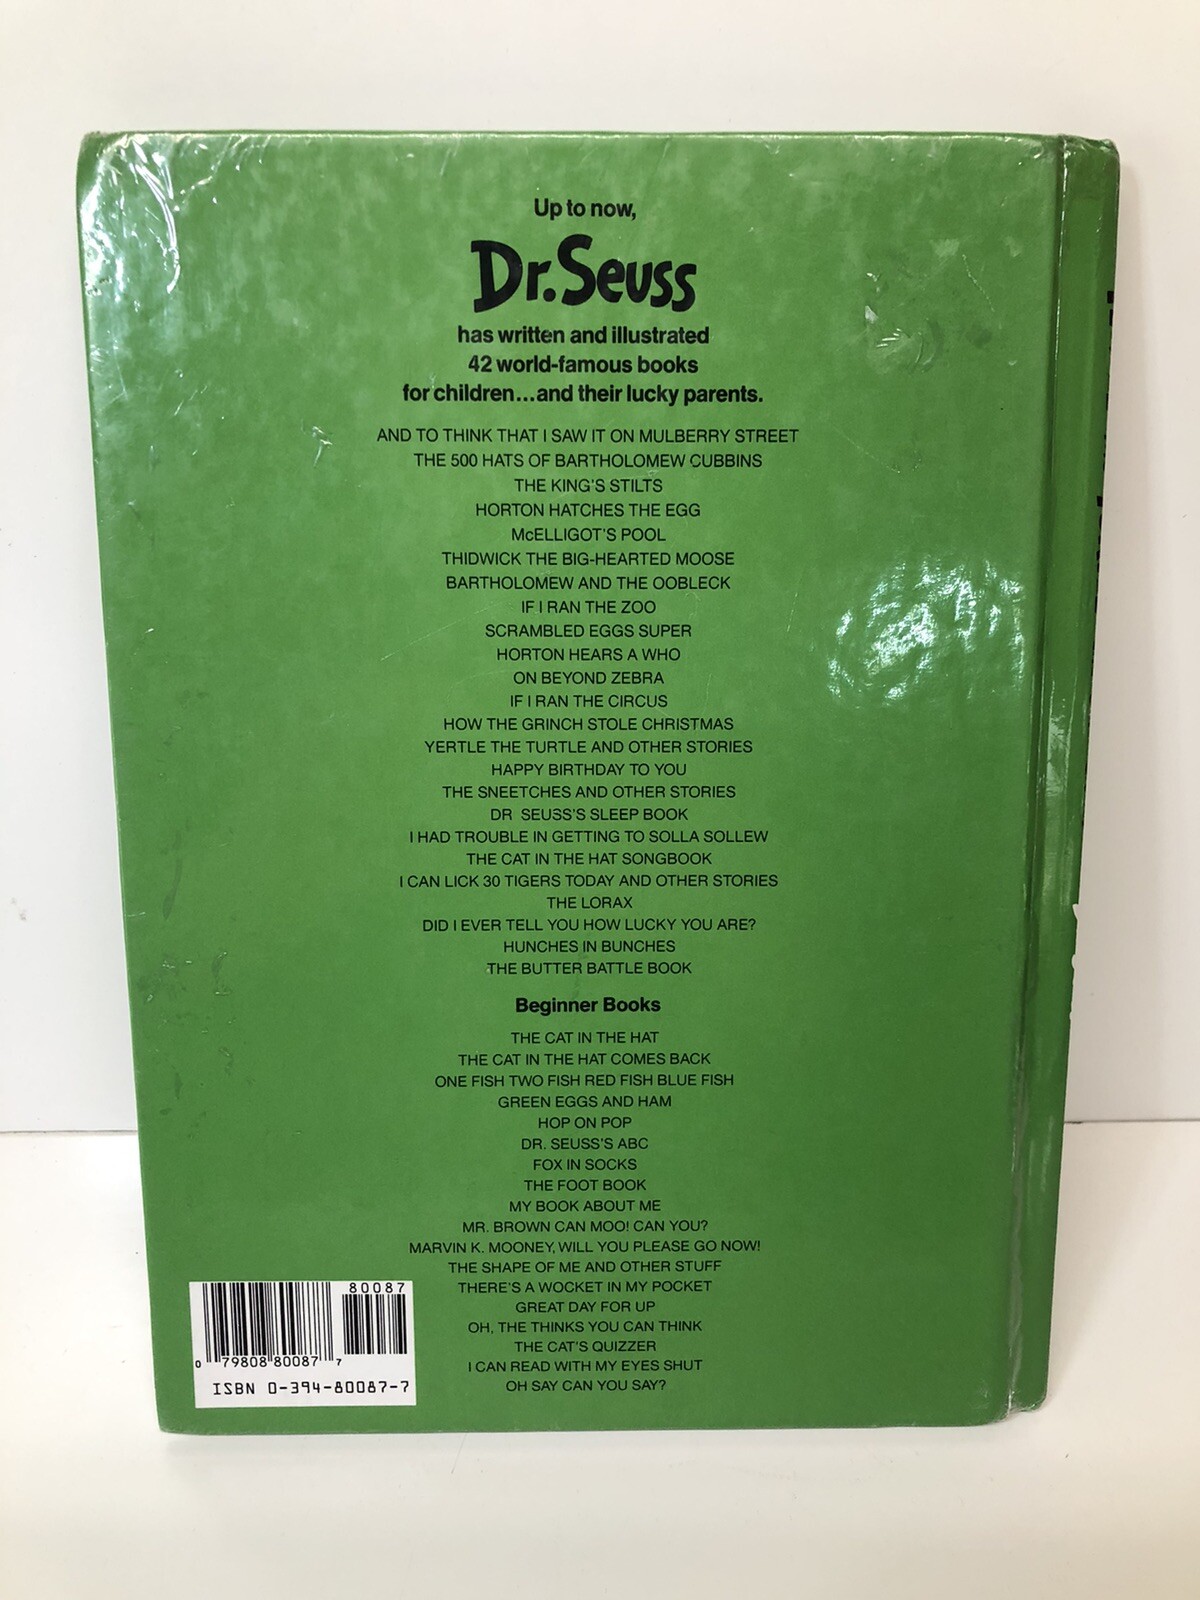 Up to now,
Dr. Seuss
has written and illustrated
42 world-famous books
for children...and their lucky parents.
AND TO THINK THAT I SAW IT ON MULBERRY STREET
THE 500 HATS OF BARTHOLOMEW CUBBINS
THE KING'S STILTS
HORTON HATCHES THE EGG
McELLIGOT'S POOL
THIDWICK THE BIG-HEARTED MOOSE
BARTHOLOMEW AND THE OOBLECK
IF I RAN THE ZOO
SCRAMBLED EGGS SUPER
HORTON HEARS A WHO
ON BEYOND ZEBRA
IF I RAN THE CIRCUS
HOW THE GRINCH STOLE CHRISTMAS
YERTLE THE TURTLE AND OTHER STORIES
HAPPY BIRTHDAY TO YOU
THE SNEETCHES AND OTHER STORIES
DR SEUSS'S SLEEP BOOK
I HAD TROUBLE IN GETTING TO SOLLA SOLLEW
THE CAT IN THE HAT SONGBOOK
I CAN LICK 30 TIGERS TODAY AND OTHER STORIES
THE LORAX
DID I EVER TELL YOU HOW LUCKY YOU ARE?
HUNCHES IN BUNCHES
THE BUTTER BATTLE BOOK
Beginner Books
THE CAT IN THE HAT
THE CAT IN THE HAT COMES BACK
ONE FISH TWO FISH RED FISH BLUE FISH
GREEN EGGS AND HAM
HOP ON POP
DR. SEUSS'S ABC
FOX IN SOCKS
THE FOOT BOOK
MY BOOK ABOUT ME
MR. BROWN CAN MOO! CAN YOU?
MARVIN K. MOONEY, WILL YOU PLEASE GO NOW!
THE SHAPE OF ME AND OTHER STUFF
THERE'S A WOCKET IN MY POCKET
GREAT DAY FOR UP
OH, THE THINKS YOU CAN THINK
THE CAT'S QUIZZER
I CAN READ WITH MY EYES SHUT
OH SAY CAN YOU SAY?
80087
0 79808 80087 7
ISBN 0-394-80087-7